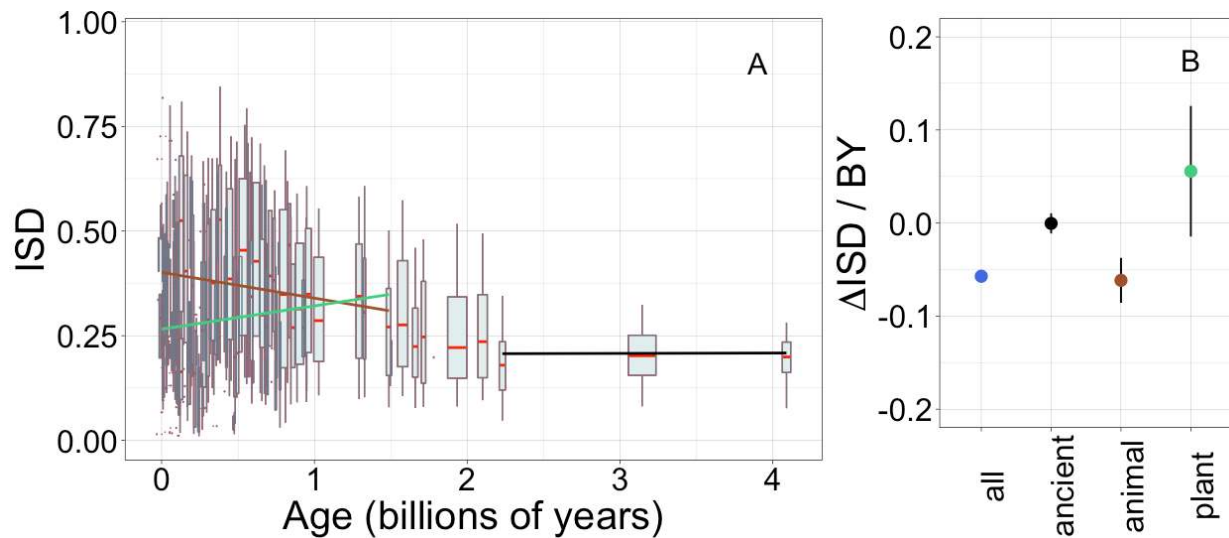 A
ISD
1.00
0.75
0.50
0.25
0.00
0 1 2 3 4
Age (billions of years)
B
ΔISD / BY
0.2
0.1
0.0
-0.1
-0.2
all
ancient
animal
plant